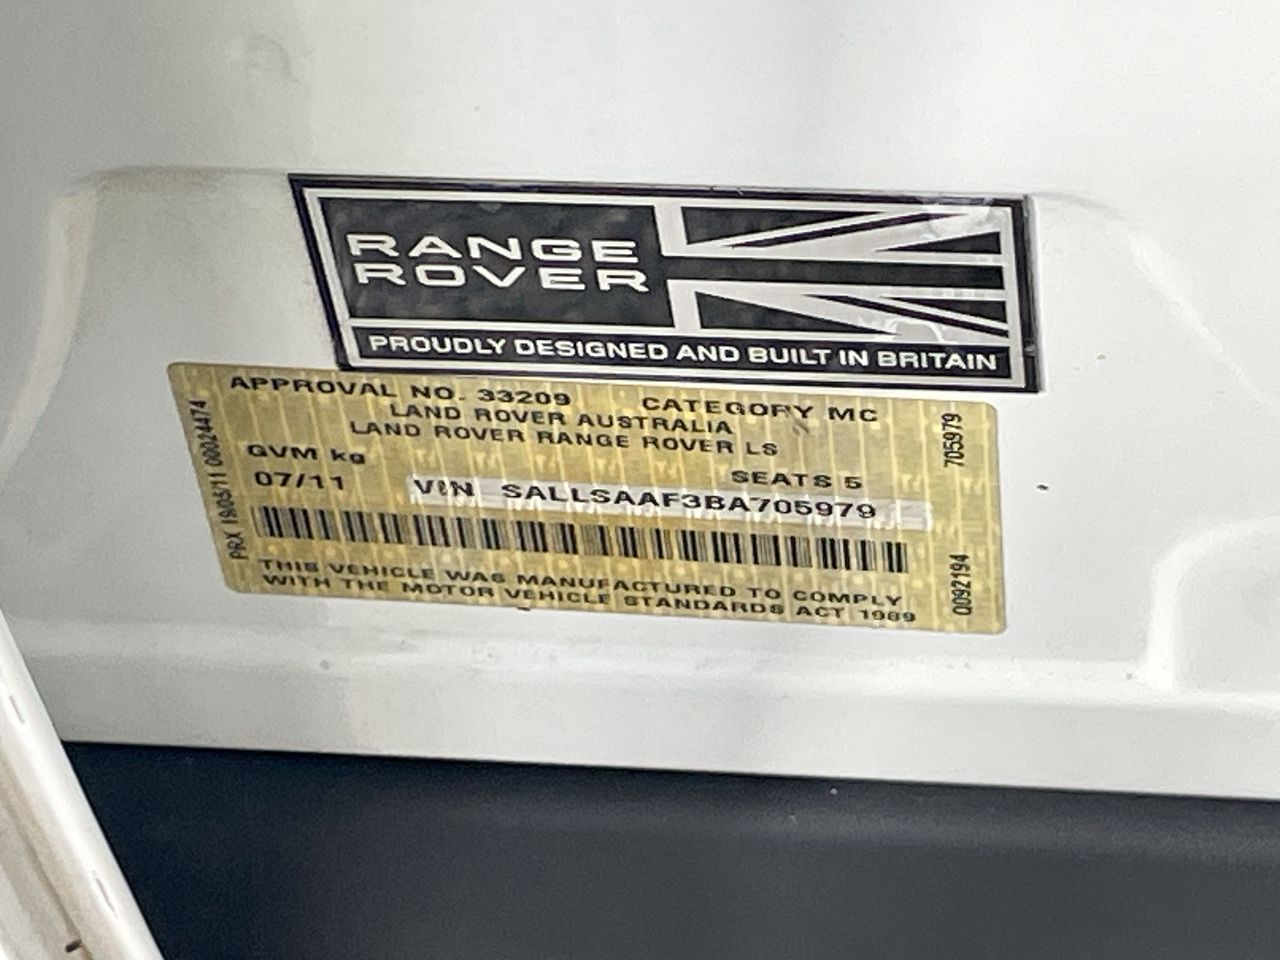 RANGE
ROVER
PROUDLY DESIGNED AND BUILT IN BRITAIN
APPROVAL NO. 33209 CATEGORY MC
LAND ROVER AUSTRALIA
LAND ROVER RANGE ROVER LS
GVM kg SEATS 5
07/11 VIN SALLSAAF3BA705979
THIS VEHICLE WAS MANUFACTURED TO COMPLY
WITH THE MOTOR VEHICLE STANDARDS ACT 1989
PRX 00024474
705979
Q092194